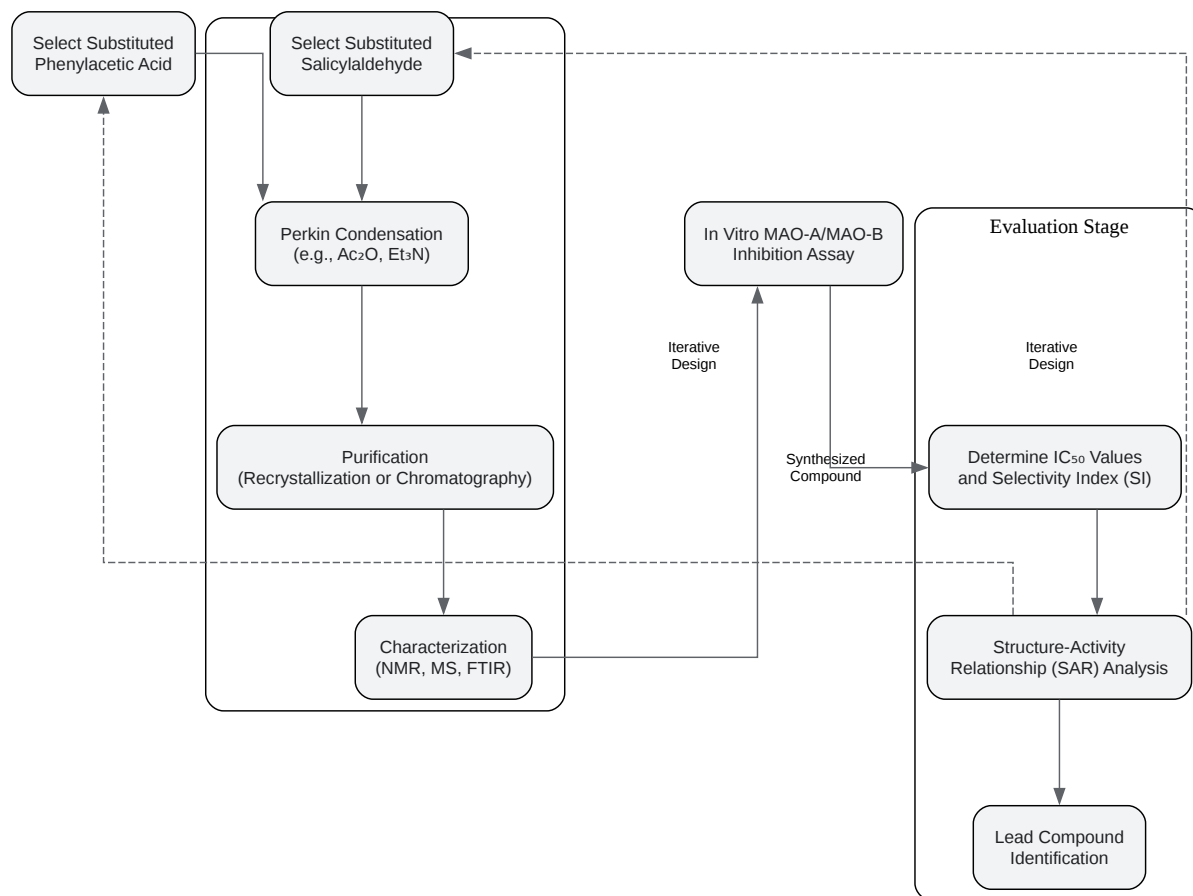 Select Substituted
Phenylacetic Acid
Select Substituted
Salicylaldehyde
Perkin Condensation
(e.g., Ac₂O, Et₃N)
In Vitro MAO-A/MAO-B
Inhibition Assay
Evaluation Stage
Iterative
Design
Iterative
Design
Purification
(Recrystallization or Chromatography)
Synthesized
Compound
Determine IC₅₀ Values
and Selectivity Index (SI)
Characterization
(NMR, MS, FTIR)
Structure-Activity
Relationship (SAR) Analysis
Lead Compound
Identification